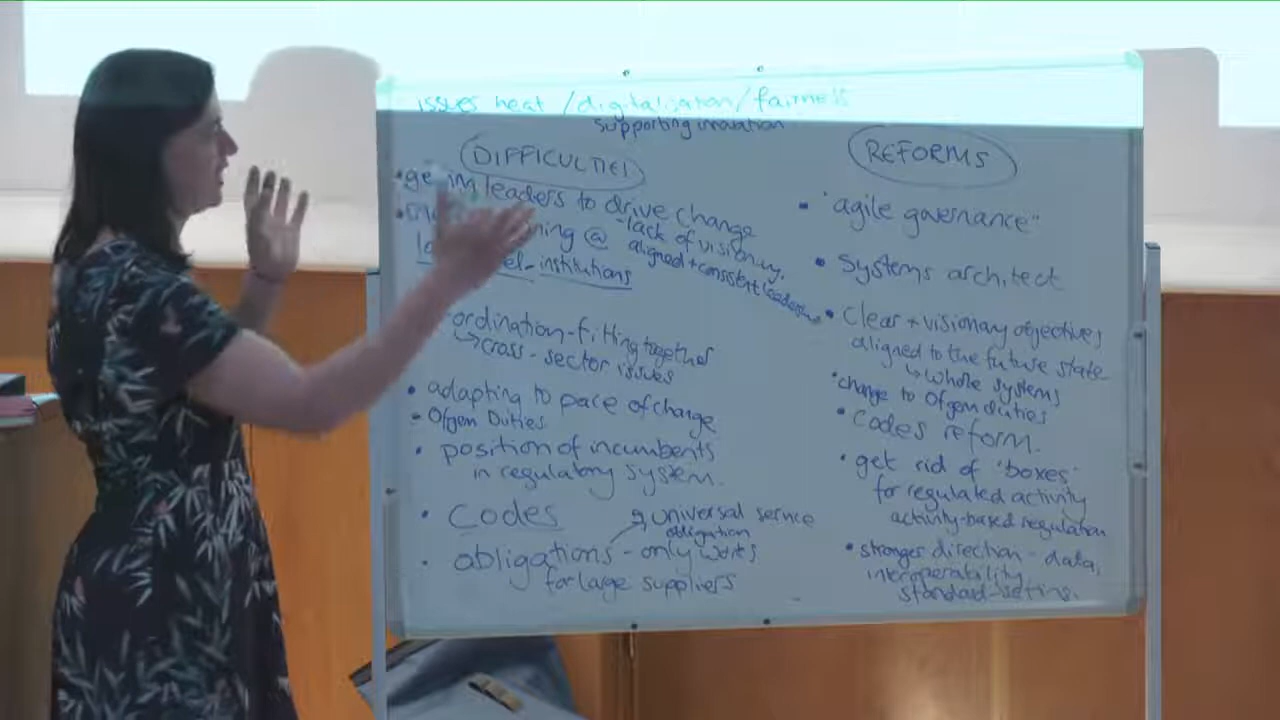 issues heat / digitalisation / fairness
supporting innovation
DIFFICULTIES
leaders to drive change
- lack of visionary,
aligned + consistent leaders
@
institutions
ordination - fitting together
↳ cross - sector issues
• adapting to pace of change
- Ofgem Duties
• position of incumbents
in regulatory system.
• Codes
eg universal service
obligation
• obligations - only works
for large suppliers
REFORMS
• "agile governance"
• Systems architect
• Clear + visionary objectives
aligned to the future state
↳ whole systems
• change to Ofgem duties
• Codes reform.
• get rid of 'boxes'
for regulated activity
activity-based regulation
• stronger direction - data,
interoperability,
standard-setting.